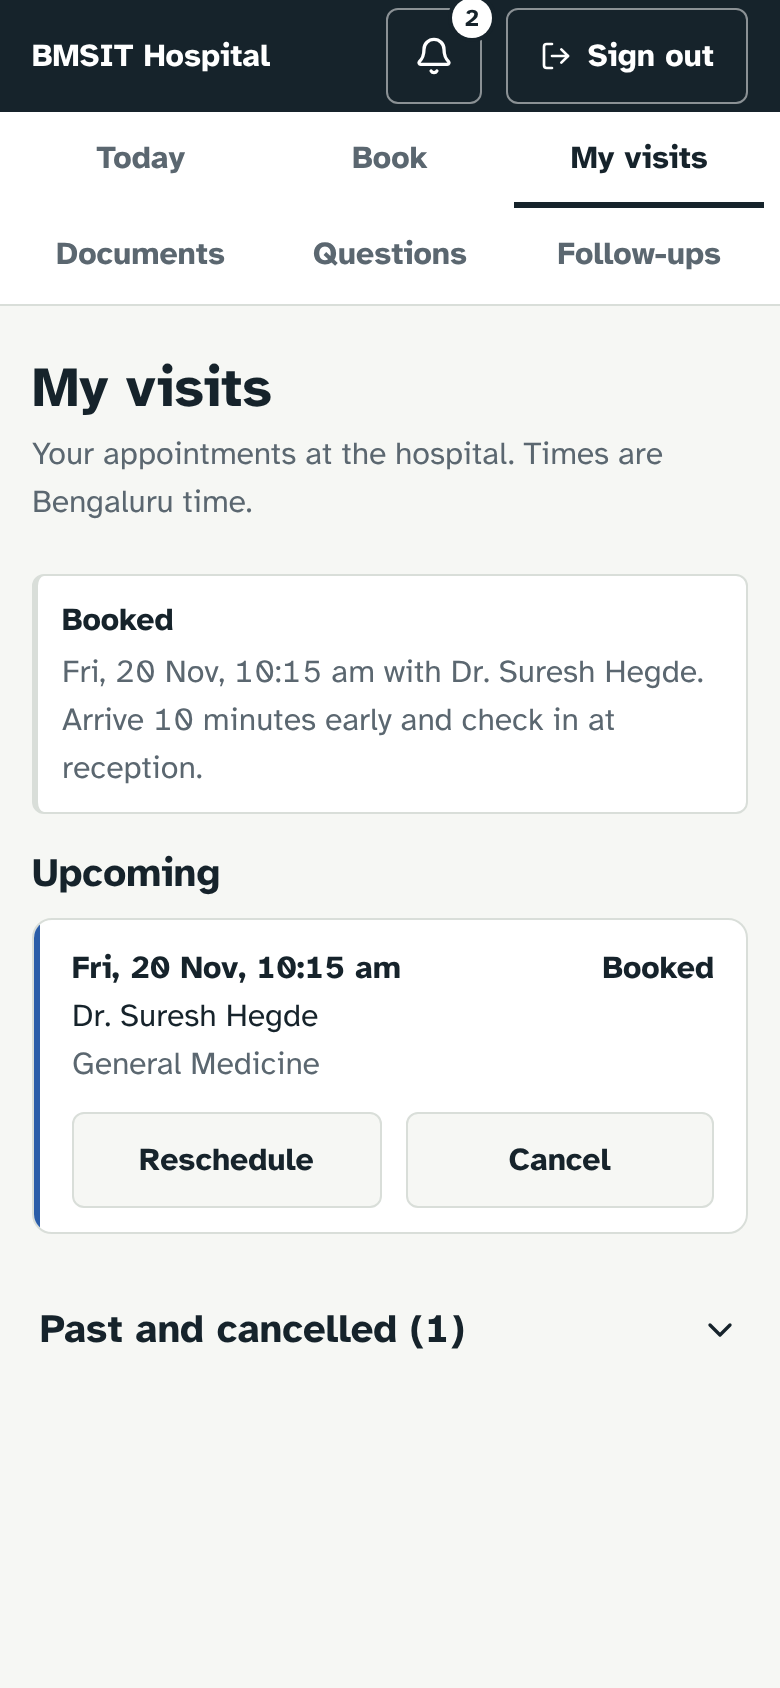 BMSIT Hospital
2
Sign out
Today
Book
My visits
Documents
Questions
Follow-ups
My visits
Your appointments at the hospital. Times are
Bengaluru time.
Booked
Fri, 20 Nov, 10:15 am with Dr. Suresh Hegde.
Arrive 10 minutes early and check in at
reception.
Upcoming
Fri, 20 Nov, 10:15 am
Booked
Dr. Suresh Hegde
General Medicine
Reschedule
Cancel
Past and cancelled (1)